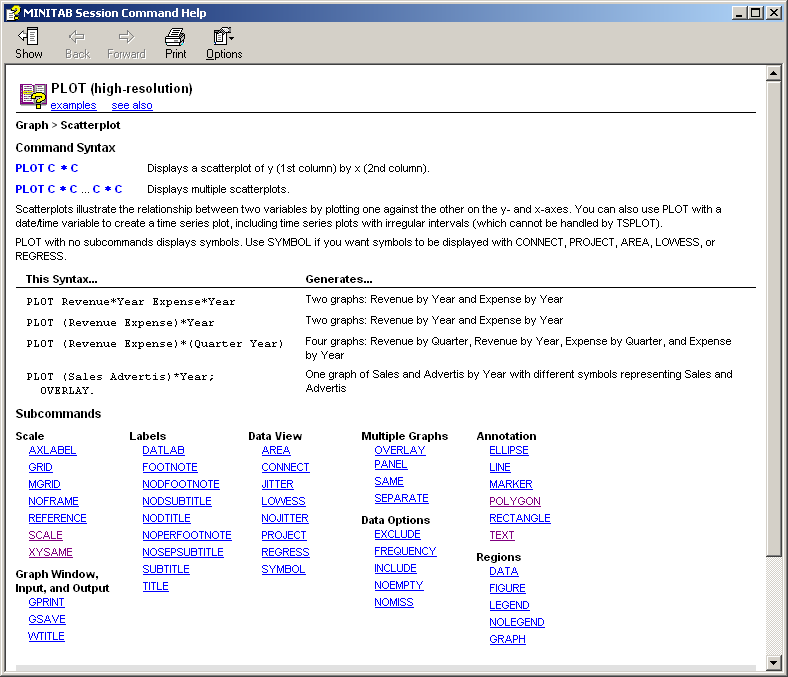 MINITAB Session Command Help
Show Back Forward Print Options
PLOT (high-resolution)
examples see also
Graph > Scatterplot
Command Syntax
PLOT C * C Displays a scatterplot of y (1st column) by x (2nd column).
PLOT C * C ... C * C Displays multiple scatterplots.
Scatterplots illustrate the relationship between two variables by plotting one against the other on the y- and x-axes. You can also use PLOT with a
date/time variable to create a time series plot, including time series plots with irregular intervals (which cannot be handled by TSPLOT).
PLOT with no subcommands displays symbols. Use SYMBOL if you want symbols to be displayed with CONNECT, PROJECT, AREA, LOWESS, or
REGRESS.
This Syntax... Generates...
PLOT Revenue*Year Expense*Year Two graphs: Revenue by Year and Expense by Year
PLOT (Revenue Expense)*Year Two graphs: Revenue by Year and Expense by Year
PLOT (Revenue Expense)*(Quarter Year) Four graphs: Revenue by Quarter, Revenue by Year, Expense by Quarter, and Expense
by Year
PLOT (Sales Advertis)*Year; One graph of Sales and Advertis by Year with different symbols representing Sales and
OVERLAY. Advertis
Subcommands
Scale
AXLABEL
GRID
MGRID
NOFRAME
REFERENCE
SCALE
XYSAME
Graph Window,
Input, and Output
GPRINT
GSAVE
WTITLE
Labels
DATLAB
FOOTNOTE
NODFOOTNOTE
NODSUBTITLE
NODTITLE
NOPERFOOTNOTE
NOSEPSUBTITLE
SUBTITLE
TITLE
Data View
AREA
CONNECT
JITTER
LOWESS
NOJITTER
PROJECT
REGRESS
SYMBOL
Multiple Graphs
OVERLAY
PANEL
SAME
SEPARATE
Data Options
EXCLUDE
FREQUENCY
INCLUDE
NOEMPTY
NOMISS
Annotation
ELLIPSE
LINE
MARKER
POLYGON
RECTANGLE
TEXT
Regions
DATA
FIGURE
LEGEND
NOLEGEND
GRAPH